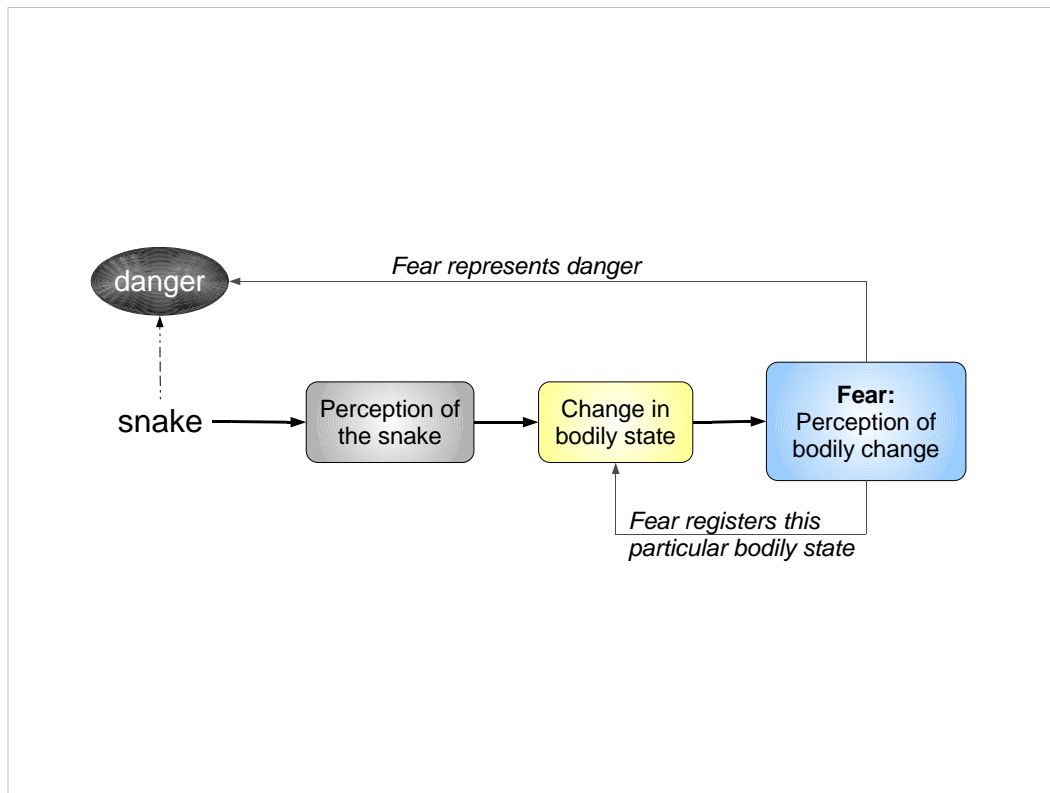 Fear represents danger
danger
snake
Perception of
the snake
Change in
bodily state
Fear:
Perception of
bodily change
Fear registers this
particular bodily state